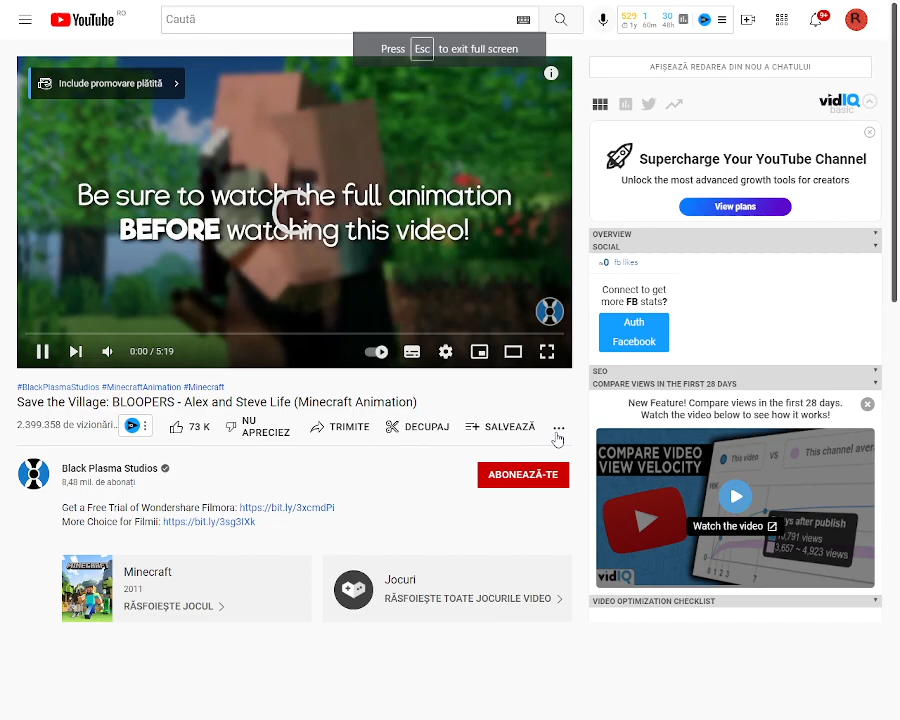 YouTube RO
Caută
529 1 30
1y 60m 48h
9+
R
Press Esc to exit full screen
Include promovare plătită
Be sure to watch the full animation
BEFORE watching this video!
0:00 / 5:19
#BlackPlasmaStudios #MinecraftAnimation #Minecraft
Save the Village: BLOOPERS - Alex and Steve Life (Minecraft Animation)
2.399.358 de vizionări...
73 K
NU APRECIEZ
TRIMITE
DECUPAJ
SALVEAZĂ
Black Plasma Studios
8,48 mil. de abonați
ABONEAZĂ-TE
Get a Free Trial of Wondershare Filmora: https://bit.ly/3xcmdPi
More Choice for Filmii: https://bit.ly/3sg3IXk
MINECRAFT
Minecraft
2011
RĂSFOIEȘTE JOCUL
Jocuri
RĂSFOIEȘTE TOATE JOCURILE VIDEO
AFIȘEAZĂ REDAREA DIN NOU A CHATULUI
vidIQ
basic
Supercharge Your YouTube Channel
Unlock the most advanced growth tools for creators
View plans
OVERVIEW
SOCIAL
0 fb likes
Connect to get
more FB stats?
Auth
Facebook
SEO
COMPARE VIEWS IN THE FIRST 28 DAYS
New Feature! Compare views in the first 28 days.
Watch the video below to see how it works!
COMPARE YOUTUBE
VIDEO VIEW
VELOCITY
This video VS This channel aver
Watch the video
ys after publish
,791 views
3,657 ~ 4,923 views
0 1 2 3 7
vidIQ
VIDEO OPTIMIZATION CHECKLIST